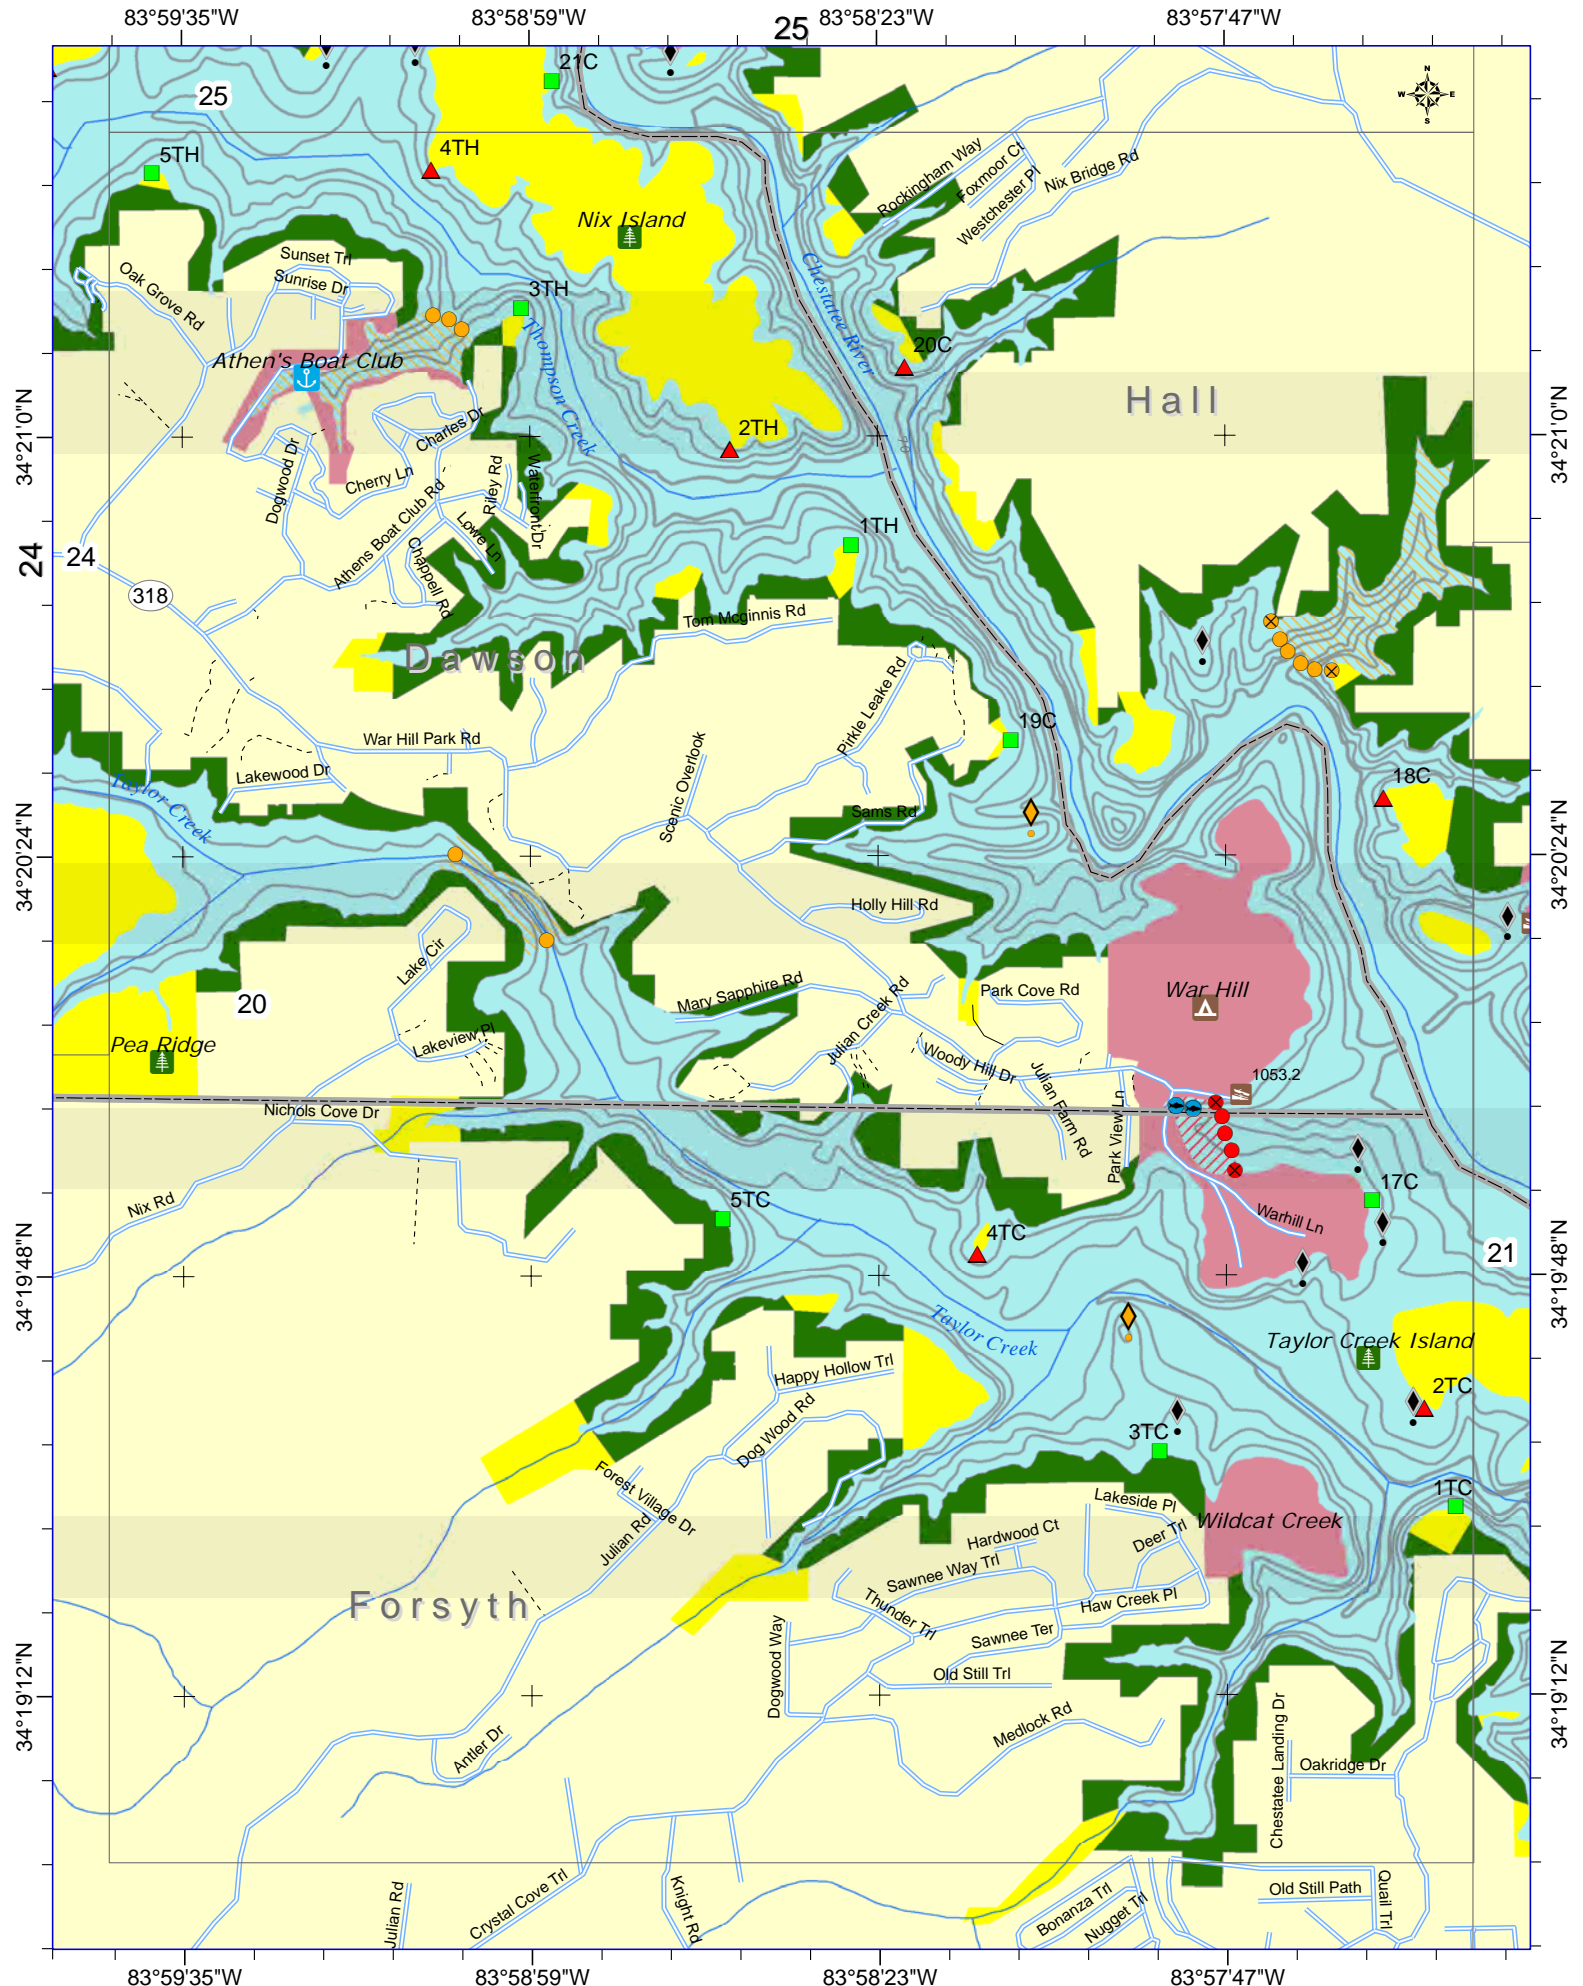 83°59'35"W
83°58'59"W
83°58'23"W
83°57'47"W
25
21C
25
N
W
E
S
4TH
5TH
Rockingham Way
Foxmoor Ct
Westchester Pl
Nix Bridge Rd
Nix Island
Sunset Trl
Sunrise Dr
Oak Grove Rd
Chestatee River
3TH
Thompson Creek
20C
Athen's Boat Club
Hall
34°21'0"N
34°21'0"N
Charles Dr
2TH
70
Dogwood Dr
Cherry Ln
Riley Rd
Waterfront Dr
Athens Boat Club Rd
Lowe Ln
Chappell Rd
1TH
24
24
318
Tom Mcginnis Rd
Dawson
Pirkle Leake Rd
19C
War Hill Park Rd
Lakewood Dr
Scenic Overlook
Taylor Creek
18C
Sams Rd
34°20'24"N
34°20'24"N
Holly Hill Rd
Lake Cir
Mary Sapphire Rd
Julian Creek Rd
Park Cove Rd
War Hill
20
Lakeview Pl
Pea Ridge
Woody Hill Dr
Julian Farm Rd
Park View Ln
1053.2
Nichols Cove Dr
Nix Rd
5TC
4TC
17C
Warhill Ln
21
34°19'48"N
34°19'48"N
Taylor Creek
Taylor Creek Island
Happy Hollow Trl
Dog Wood Rd
2TC
3TC
Forest Village Dr
Julian Rd
Lakeside Pl
1TC
Wildcat Creek
Hardwood Ct
Deer Trl
Sawnee Way Trl
Forsyth
Thunder Trl
Haw Creek Pl
Sawnee Ter
Dogwood Way
Old Still Trl
34°19'12"N
34°19'12"N
Medlock Rd
Antler Dr
Chestatee Landing Dr
Oakridge Dr
Julian Rd
Crystal Cove Trl
Knight Rd
Bonanza Trl
Nugget Trl
Old Still Path
Quail Trl
83°59'35"W
83°58'59"W
83°58'23"W
83°57'47"W